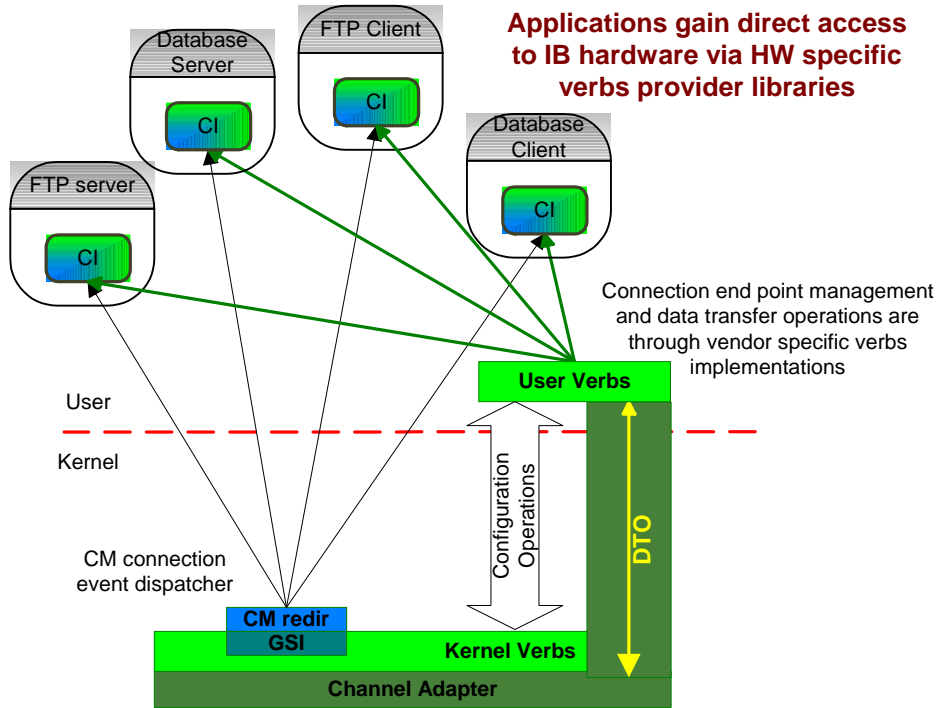 Applications gain direct access
to IB hardware via HW specific
verbs provider libraries
FTP Client
CI
Database
Server
CI
Database
Client
CI
FTP server
CI
Connection end point management
and data transfer operations are
through vendor specific verbs
implementations
User Verbs
User
Kernel
Configuration
Operations
DTO
CM connection
event dispatcher
CM redir
GSI
Kernel Verbs
Channel Adapter